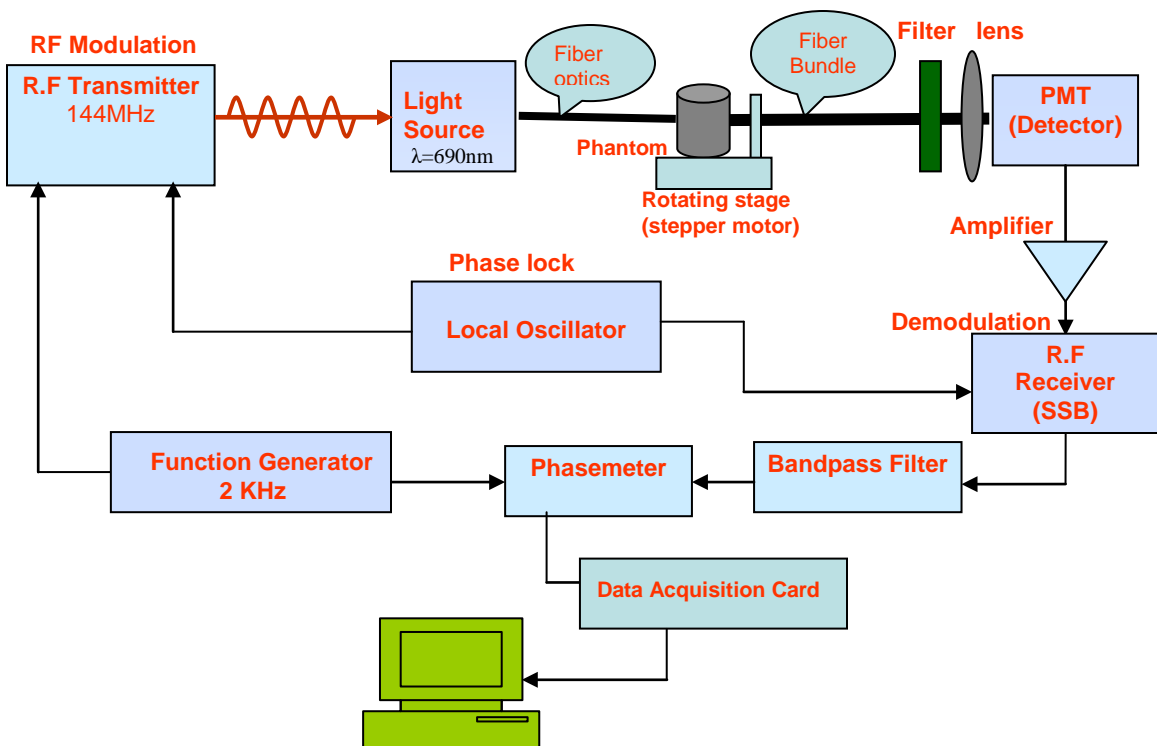 RF Modulation
R.F Transmitter
144MHz
Light
Source
λ=690nm
Fiber
optics
Phantom
Rotating stage
(stepper motor)
Fiber
Bundle
Filter lens
PMT
(Detector)
Amplifier
Phase lock
Local Oscillator
Demodulation
R.F
Receiver
(SSB)
Function Generator
2 KHz
Phasemeter
Bandpass Filter
Data Acquisition Card